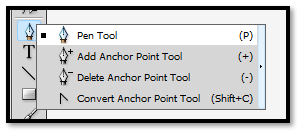 Pen Tool (P)
T Add Anchor Point Tool (+)
Delete Anchor Point Tool (-)
Convert Anchor Point Tool (Shift+C)